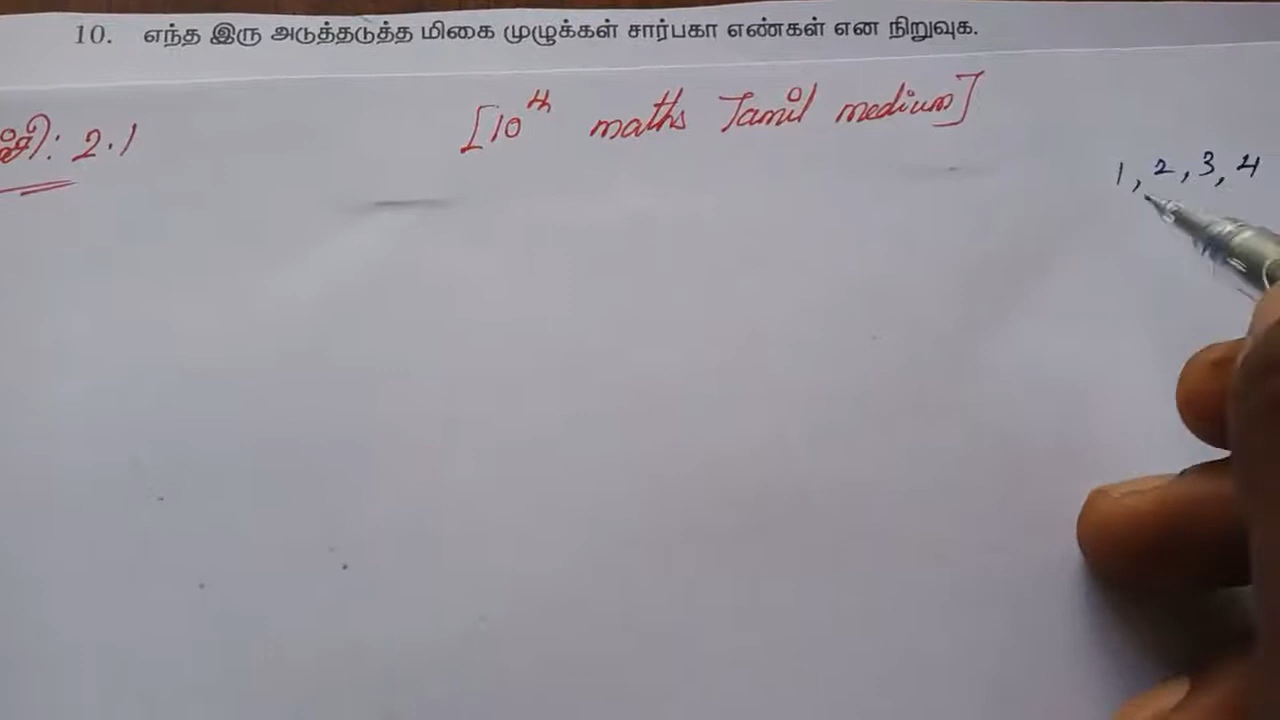 10. எந்த இரு அடுத்தடுத்த மிகை முழுக்கள் சார்பகா எண்கள் என நிறுவுக.
[10th maths Tamil medium]
2.1
1, 2, 3, 4